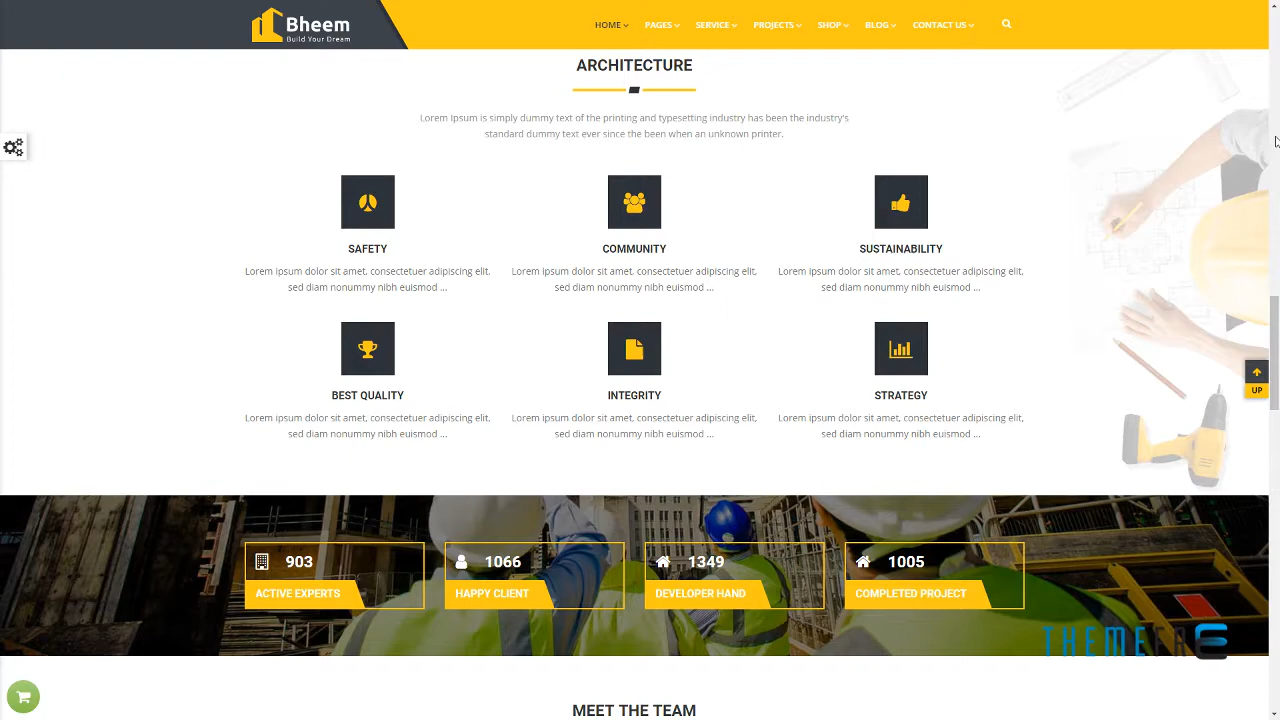 Bheem
Build Your Dream
HOME PAGES SERVICE PROJECTS SHOP BLOG CONTACT US
ARCHITECTURE
Lorem Ipsum is simply dummy text of the printing and typesetting industry has been the industry's
standard dummy text ever since the been when an unknown printer.
SAFETY
Lorem ipsum dolor sit amet, consectetuer adipiscing elit,
sed diam nonummy nibh euismod ...
COMMUNITY
Lorem ipsum dolor sit amet, consectetuer adipiscing elit,
sed diam nonummy nibh euismod ...
SUSTAINABILITY
Lorem ipsum dolor sit amet, consectetuer adipiscing elit,
sed diam nonummy nibh euismod ...
BEST QUALITY
Lorem ipsum dolor sit amet, consectetuer adipiscing elit,
sed diam nonummy nibh euismod ...
INTEGRITY
Lorem ipsum dolor sit amet, consectetuer adipiscing elit,
sed diam nonummy nibh euismod ...
STRATEGY
Lorem ipsum dolor sit amet, consectetuer adipiscing elit,
sed diam nonummy nibh euismod ...
UP
903
ACTIVE EXPERTS
1066
HAPPY CLIENT
1349
DEVELOPER HAND
1005
COMPLETED PROJECT
MEET THE TEAM